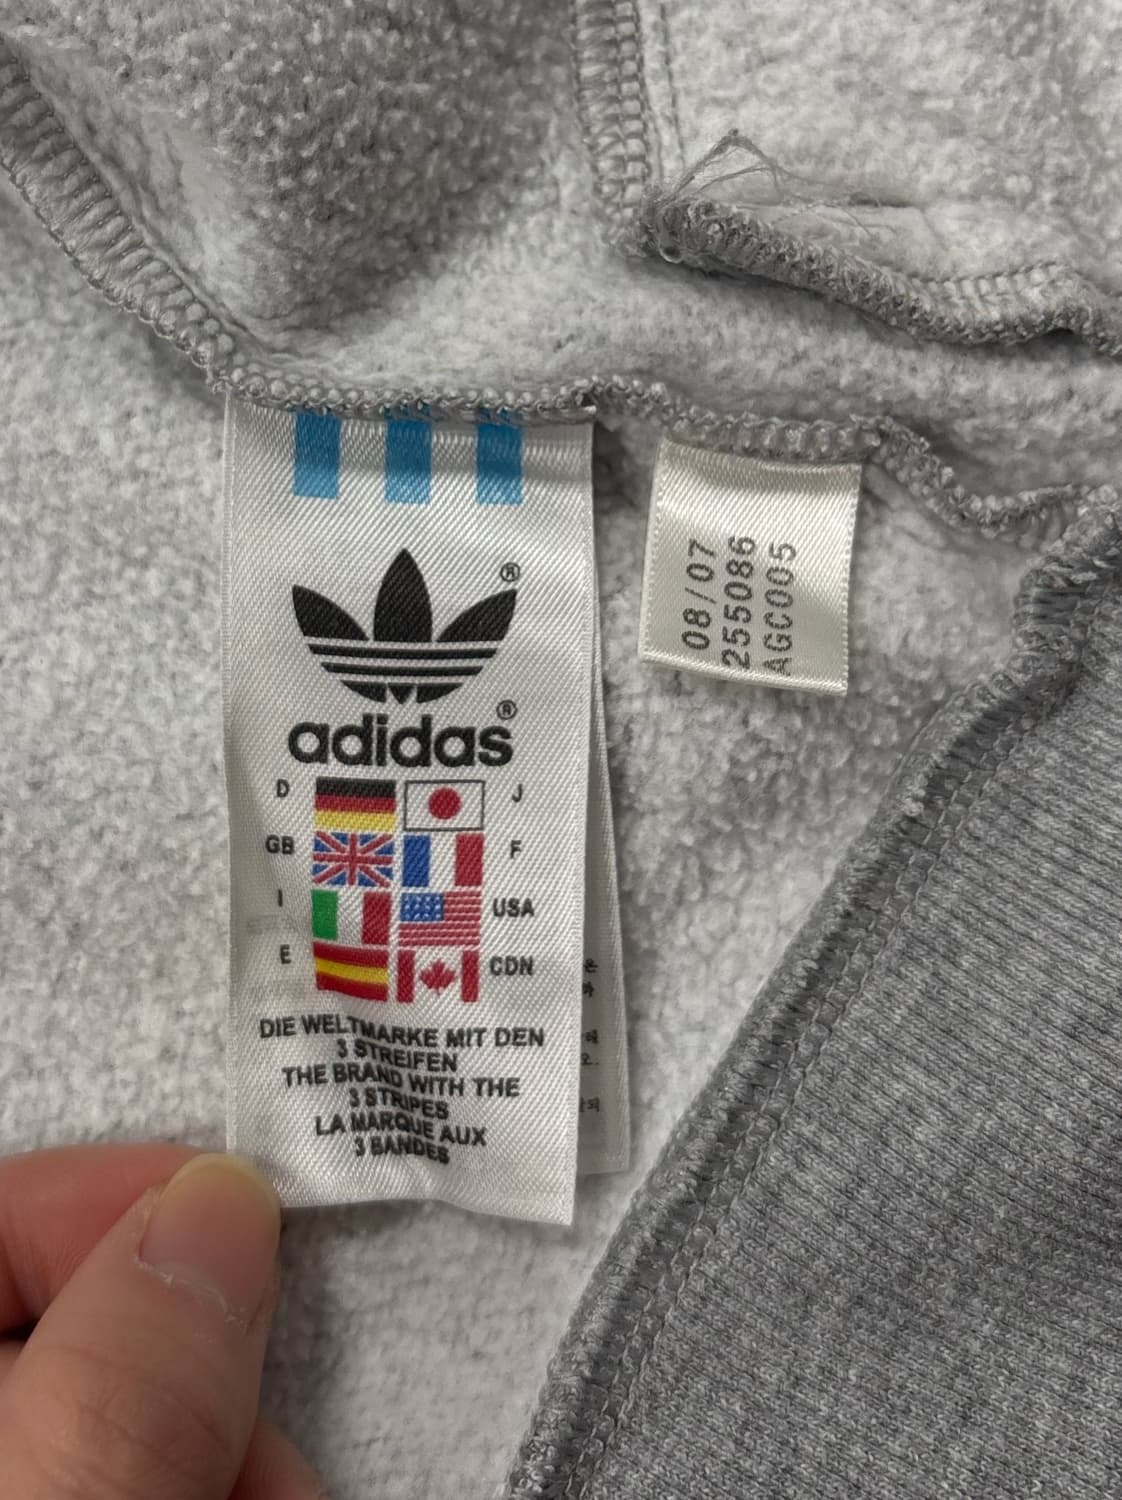 ®
®
adidas
D J
GB F
I USA
E CDN
DIE WELTMARKE MIT DEN
3 STREIFEN
THE BRAND WITH THE
3 STRIPES
LA MARQUE AUX
3 BANDES
08/07
255086
AGC005